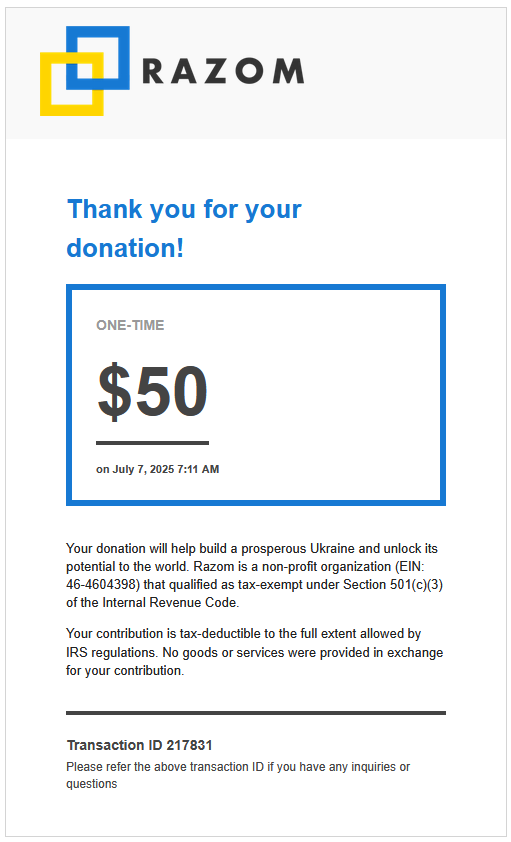 RAZOM
Thank you for your
donation!
ONE-TIME
$50
on July 7, 2025 7:11 AM
Your donation will help build a prosperous Ukraine and unlock its
potential to the world. Razom is a non-profit organization (EIN:
46-4604398) that qualified as tax-exempt under Section 501(c)(3)
of the Internal Revenue Code.
Your contribution is tax-deductible to the full extent allowed by
IRS regulations. No goods or services were provided in exchange
for your contribution.
Transaction ID 217831
Please refer the above transaction ID if you have any inquiries or
questions